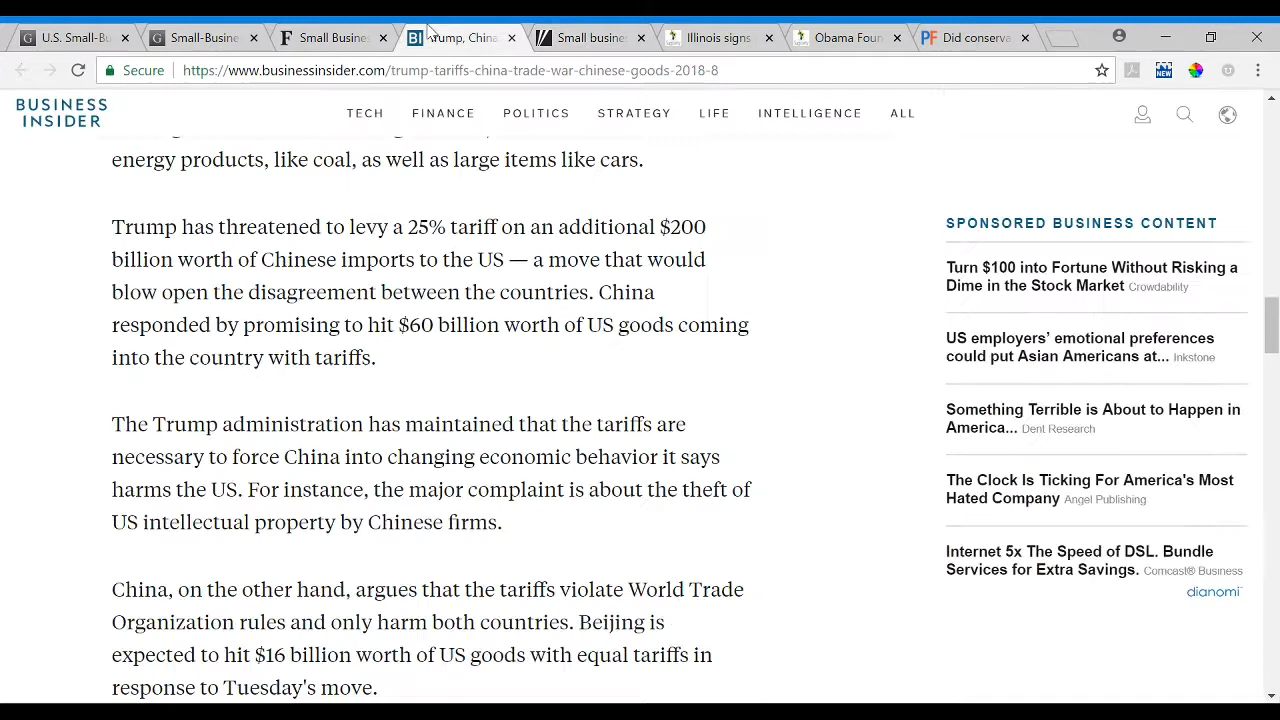 U.S. Small-Bu
Small-Busine
Small Busine
Trump, China
Small busine
Illinois signs
Obama Foun
Did conserva
Secure
https://www.businessinsider.com/trump-tariffs-china-trade-war-chinese-goods-2018-8
BUSINESS
INSIDER
TECH FINANCE POLITICS STRATEGY LIFE INTELLIGENCE ALL
energy products, like coal, as well as large items like cars.
Trump has threatened to levy a 25% tariff on an additional $200
billion worth of Chinese imports to the US — a move that would
blow open the disagreement between the countries. China
responded by promising to hit $60 billion worth of US goods coming
into the country with tariffs.
The Trump administration has maintained that the tariffs are
necessary to force China into changing economic behavior it says
harms the US. For instance, the major complaint is about the theft of
US intellectual property by Chinese firms.
China, on the other hand, argues that the tariffs violate World Trade
Organization rules and only harm both countries. Beijing is
expected to hit $16 billion worth of US goods with equal tariffs in
response to Tuesday's move.
SPONSORED BUSINESS CONTENT
Turn $100 into Fortune Without Risking a
Dime in the Stock Market Crowdability
US employers' emotional preferences
could put Asian Americans at... Inkstone
Something Terrible is About to Happen in
America... Dent Research
The Clock Is Ticking For America's Most
Hated Company Angel Publishing
Internet 5x The Speed of DSL. Bundle
Services for Extra Savings. Comcast® Business
dianomi